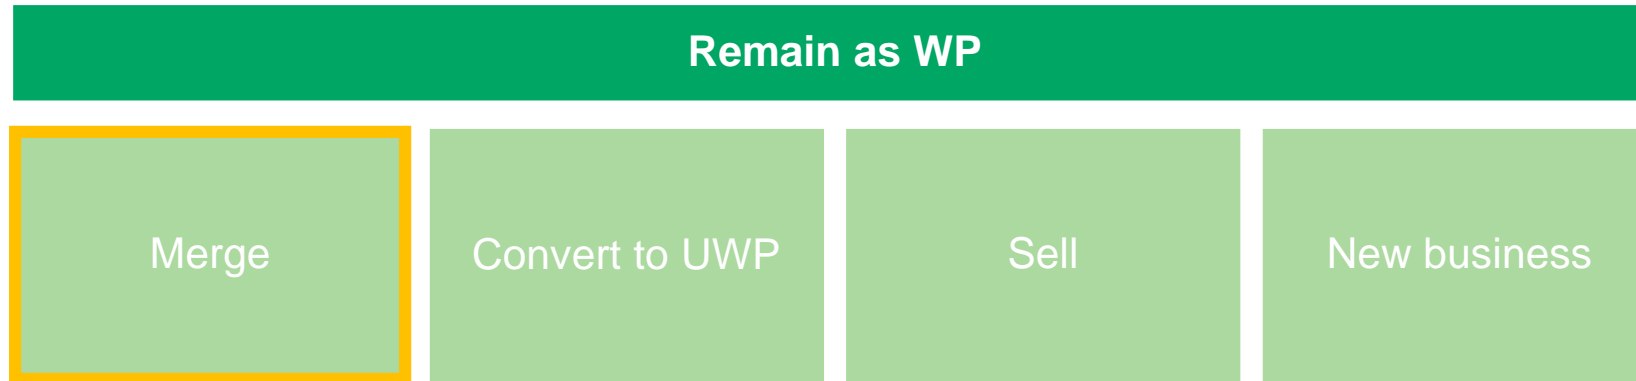 Remain as WP
Merge
Convert to UWP
Sell
New business